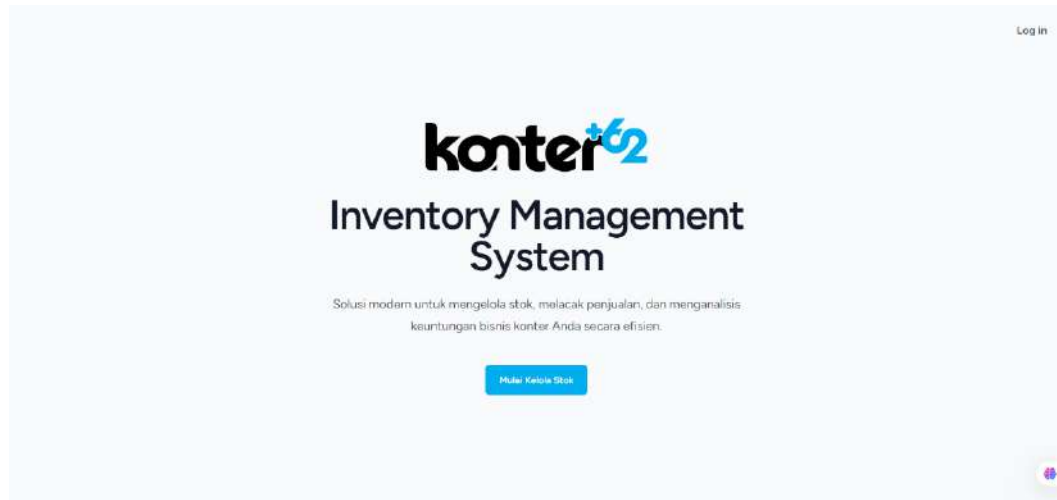 Log in
konter+62
Inventory Management
System
Solusi modern untuk mengelola stok, melacak penjualan, dan menganalisis
keuntungan bisnis konter Anda secara efisien.
Mulai Kelola Stok